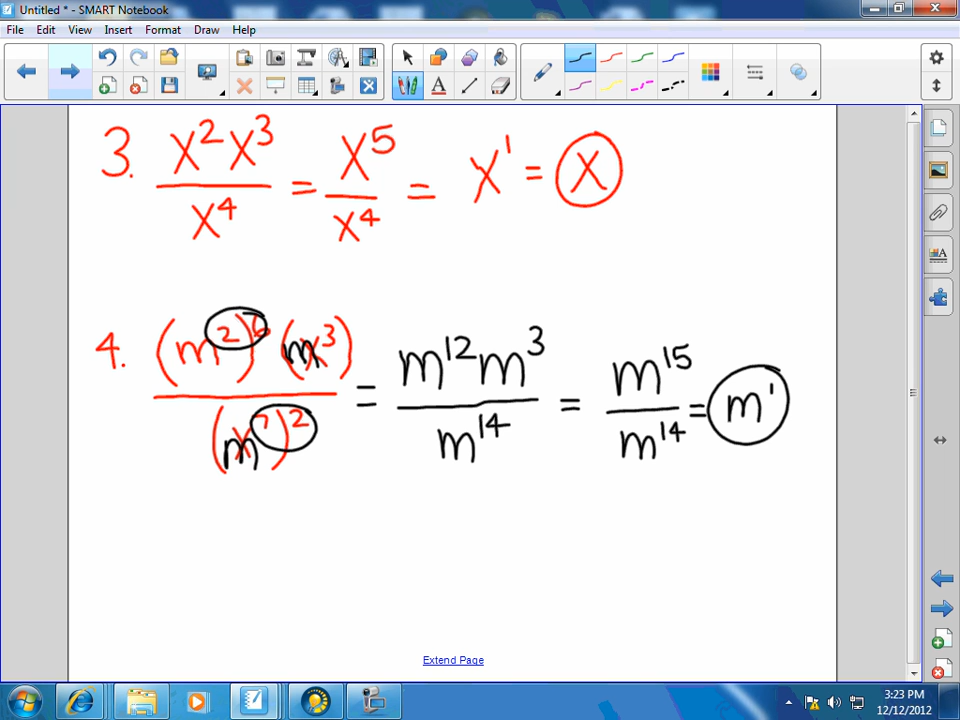 Untitled * - SMART Notebook
File Edit View Insert Format Draw Help
3. x²x³/x⁴ = x⁵/x⁴ = x¹ = x
4. (m²)⁶(m³)/(m⁷)² = m¹²m³/m¹⁴ = m¹⁵/m¹⁴ = m¹
Extend Page
3:23 PM
12/12/2012